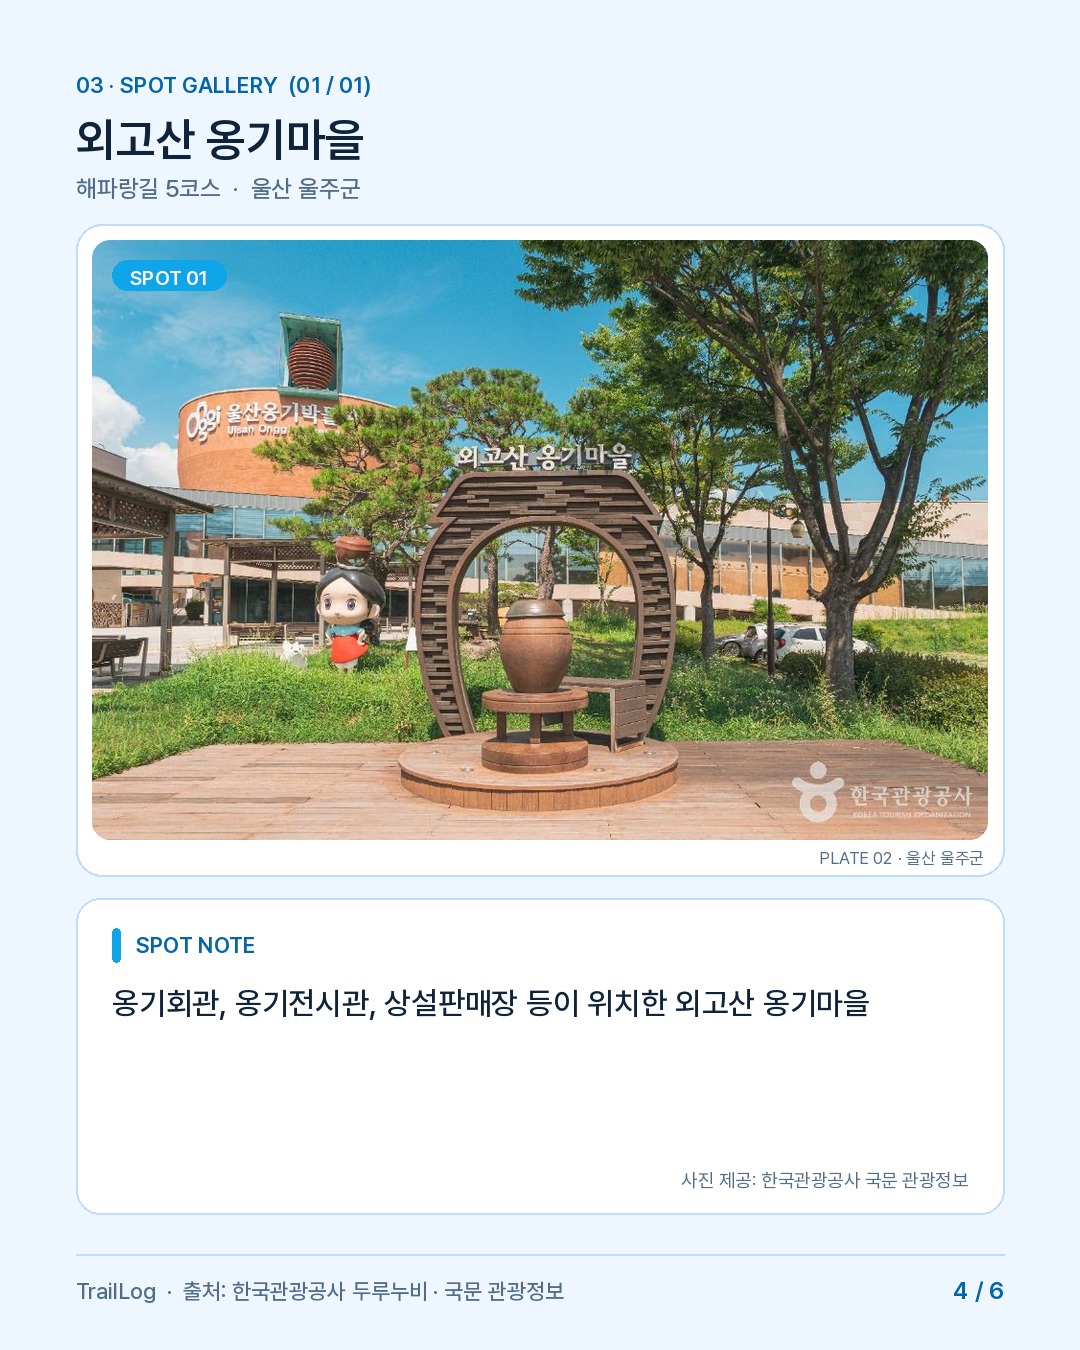 03 · SPOT GALLERY (01 / 01)
외고산 옹기마을
해파랑길 5코스 · 울산 울주군
SPOT 01
Onggi 울산옹기박물
Ulsan Onggi
외고산 옹기마을
한국관광공사
KOREA TOURISM ORGANIZATION
PLATE 02 · 울산 울주군
SPOT NOTE
옹기회관, 옹기전시관, 상설판매장 등이 위치한 외고산 옹기마을
사진 제공: 한국관광공사 국문 관광정보
TrailLog · 출처: 한국관광공사 두루누비 · 국문 관광정보
4 / 6